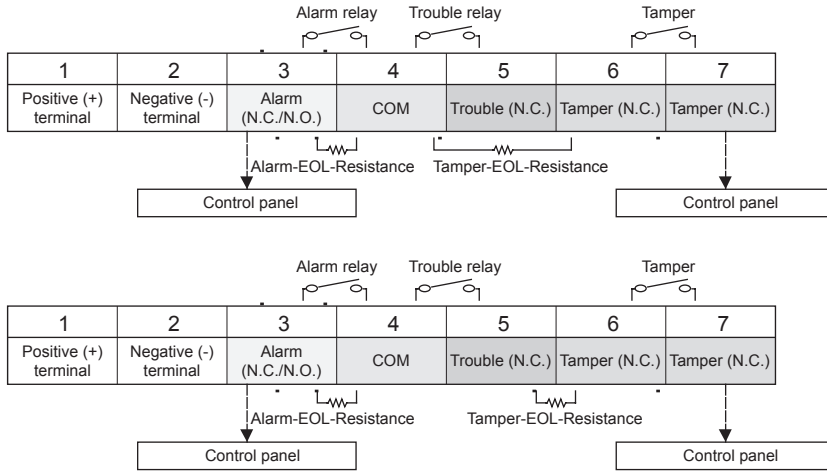 Alarm relay Trouble relay Tamper
1 2 3 4 5 6 7
Positive (+) terminal Negative (-) terminal Alarm (N.C./N.O.) COM Trouble (N.C.) Tamper (N.C.) Tamper (N.C.)
Alarm-EOL-Resistance Tamper-EOL-Resistance
Control panel Control panel
Alarm relay Trouble relay Tamper
1 2 3 4 5 6 7
Positive (+) terminal Negative (-) terminal Alarm (N.C./N.O.) COM Trouble (N.C.) Tamper (N.C.) Tamper (N.C.)
Alarm-EOL-Resistance Tamper-EOL-Resistance
Control panel Control panel